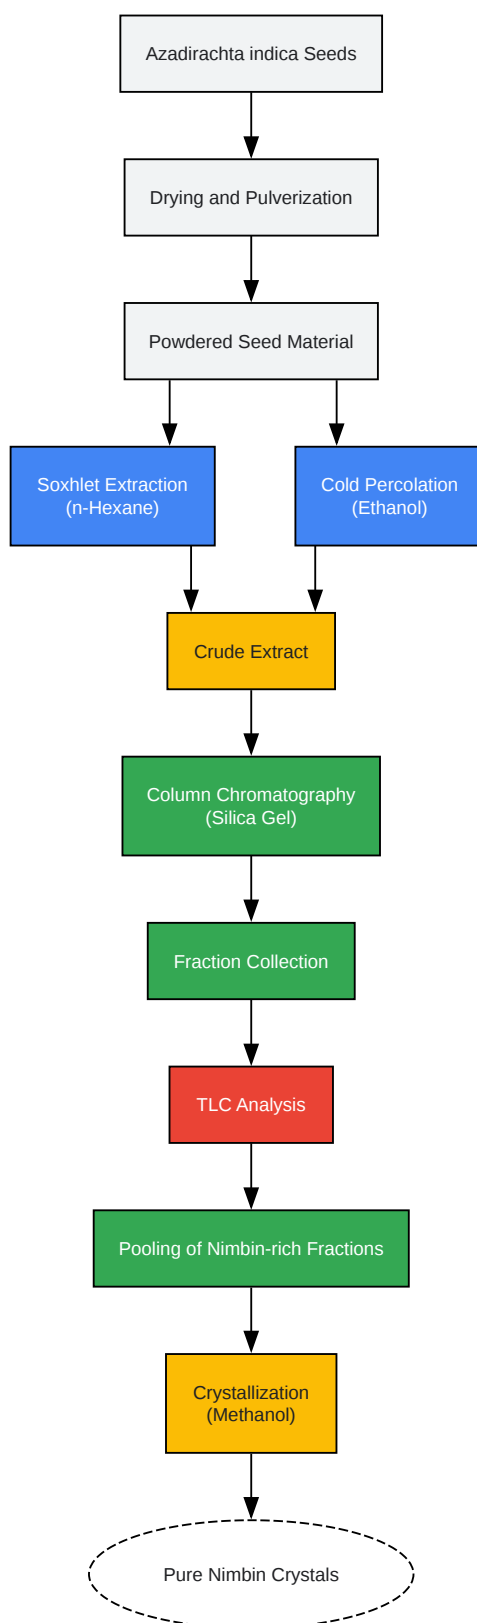 Azadirachta indica Seeds
Drying and Pulverization
Powdered Seed Material
Soxhlet Extraction
(n-Hexane)
Cold Percolation
(Ethanol)
Crude Extract
Column Chromatography
(Silica Gel)
Fraction Collection
TLC Analysis
Pooling of Nimbin-rich Fractions
Crystallization
(Methanol)
Pure Nimbin Crystals